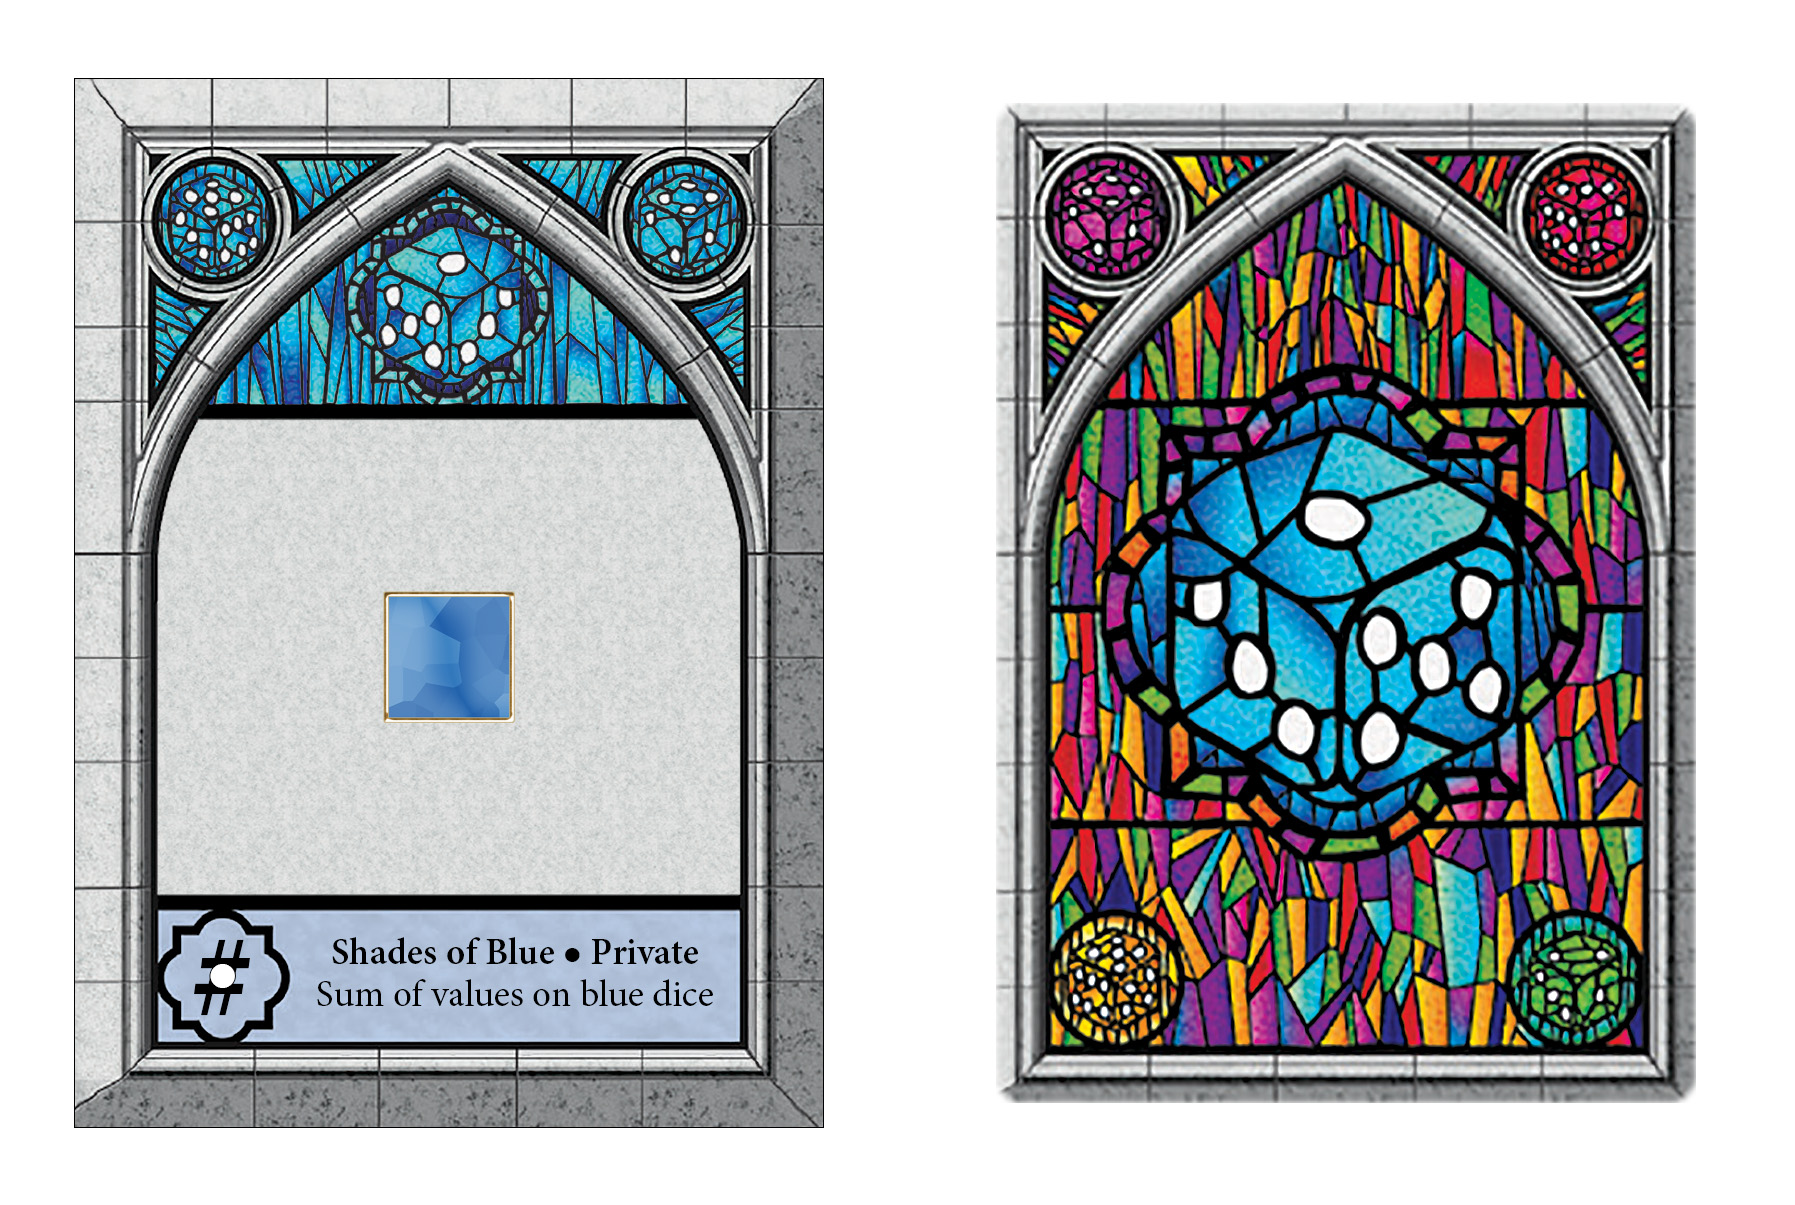 #
Shades of Blue • Private
Sum of values on blue dice